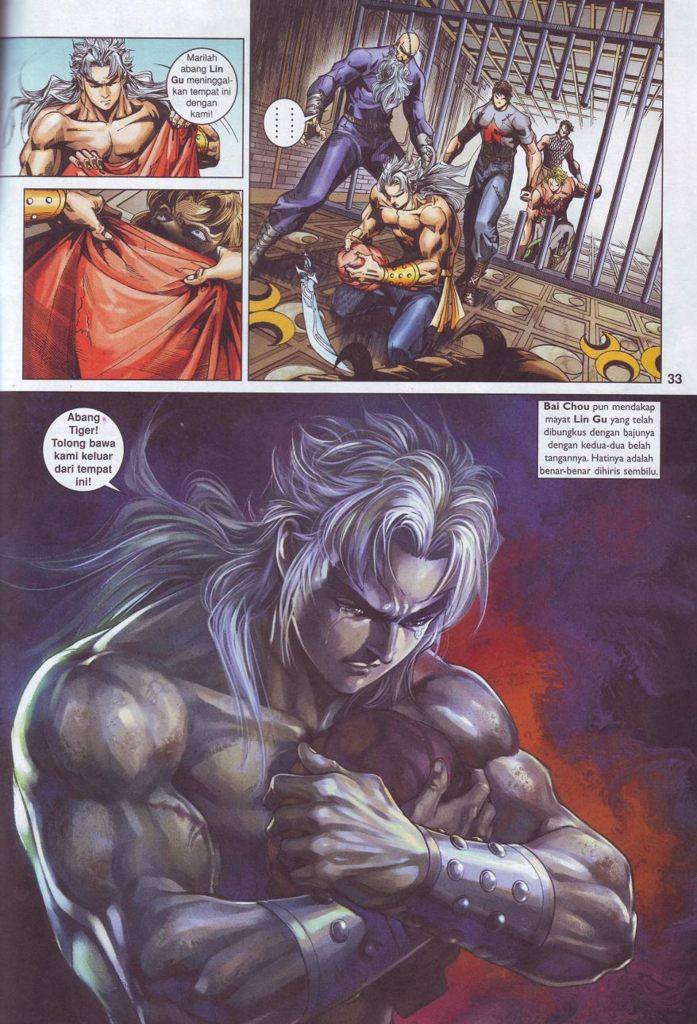 Marilah
abang Lin
Gu meninggal-
kan tempat ini
dengan
kami!
33
Abang
Tiger!
Tolong bawa
kami keluar
dari tempat
ini!
Bai Chou pun mendakap
mayat Lin Gu yang telah
dibungkus dengan bajunya
dengan kedua-dua belah
tangannya. Hatinya adalah
benar-benar dihiris sembilu.